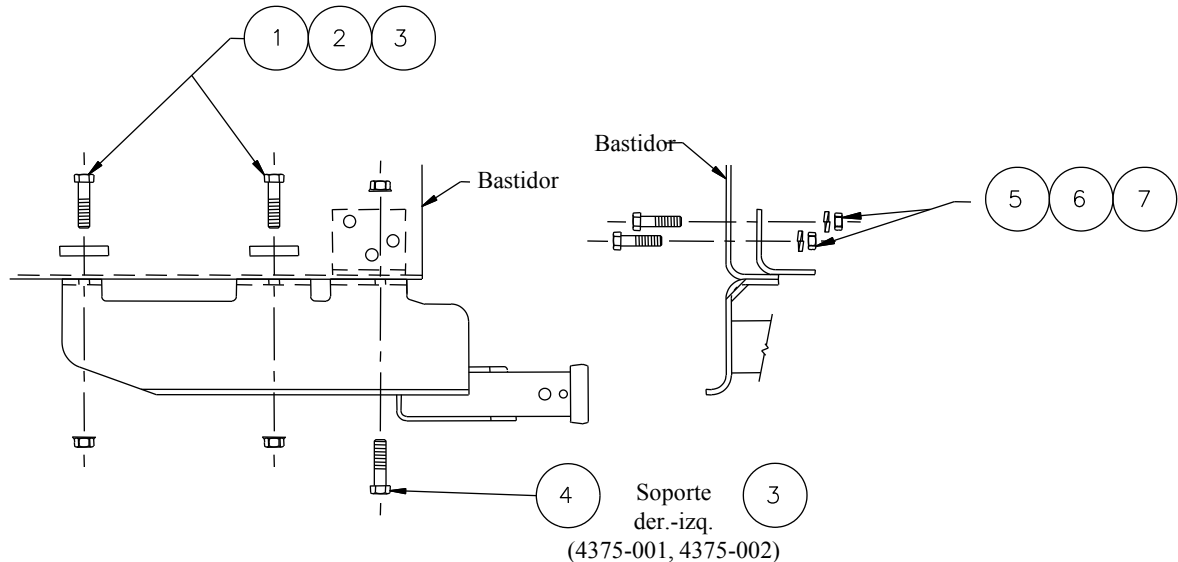 1 2 3
Bastidor
Bastidor
5 6 7
4
Soporte
der.-izq.
(4375-001, 4375-002)
3